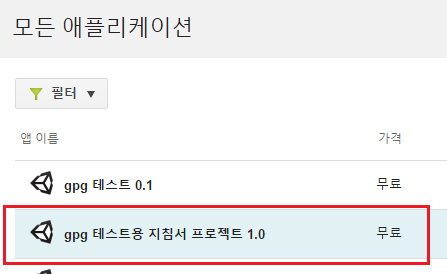 모든 애플리케이션
필터
앱 이름 가격
gpg 테스트 0.1 무료
gpg 테스트용 지침서 프로젝트 1.0 무료